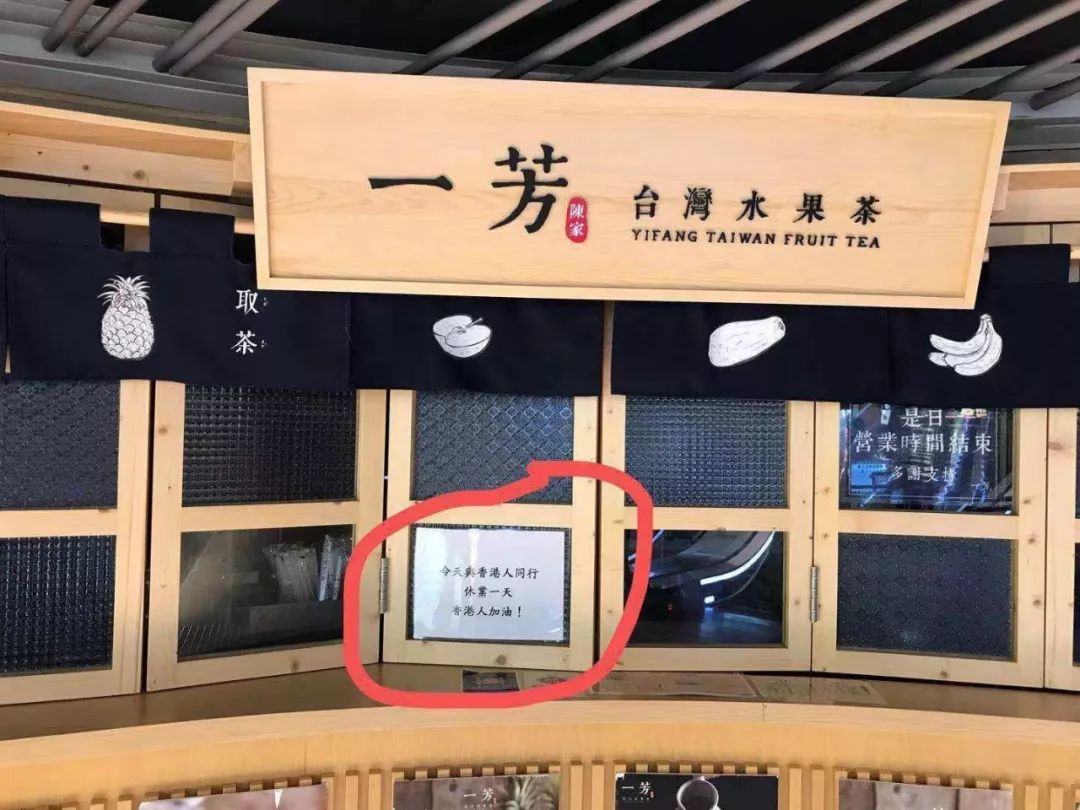 一芳
陳家
台灣水果茶
YIFANG TAIWAN FRUIT TEA
取茶
是日
營業時間結束
多謝支持
今天與香港人同行
休業一天
香港人加油！
一芳
一芳